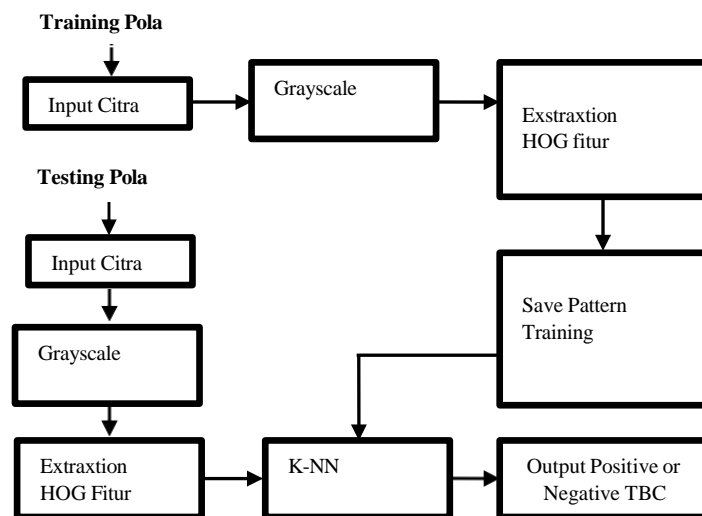 Training Pola
Input Citra
Grayscale
Exstraxtion
HOG fitur
Testing Pola
Input Citra
Save Pattern
Training
Grayscale
Extraxtion
HOG Fitur
K-NN
Output Positive or
Negative TBC